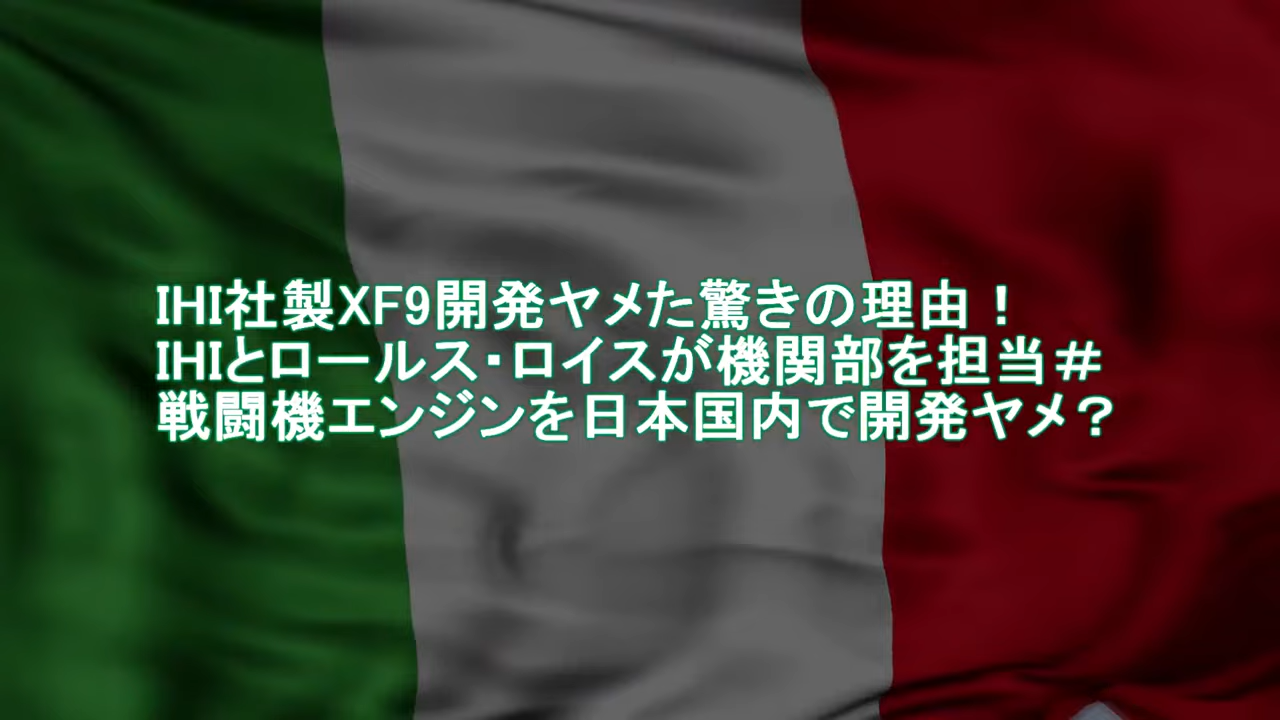 IHI社製XF9開発ヤメた驚きの理由！
IHIとロールス・ロイスが機関部を担当＃
戦闘機エンジンを日本国内で開発ヤメ？